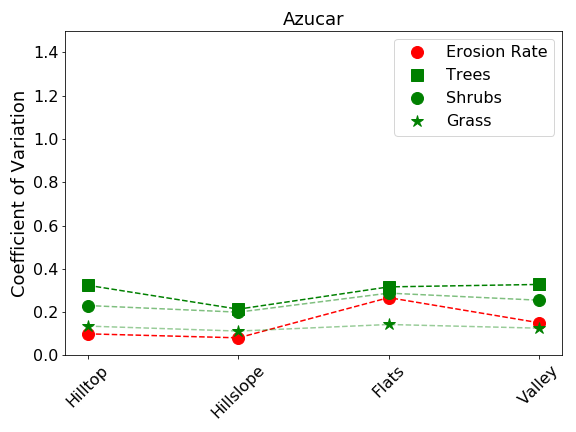 Azucar
Erosion Rate
Trees
Shrubs
Grass
Coefficient of Variation
1.4
1.2
1.0
0.8
0.6
0.4
0.2
0.0
Hilltop
Hillslope
Flats
Valley